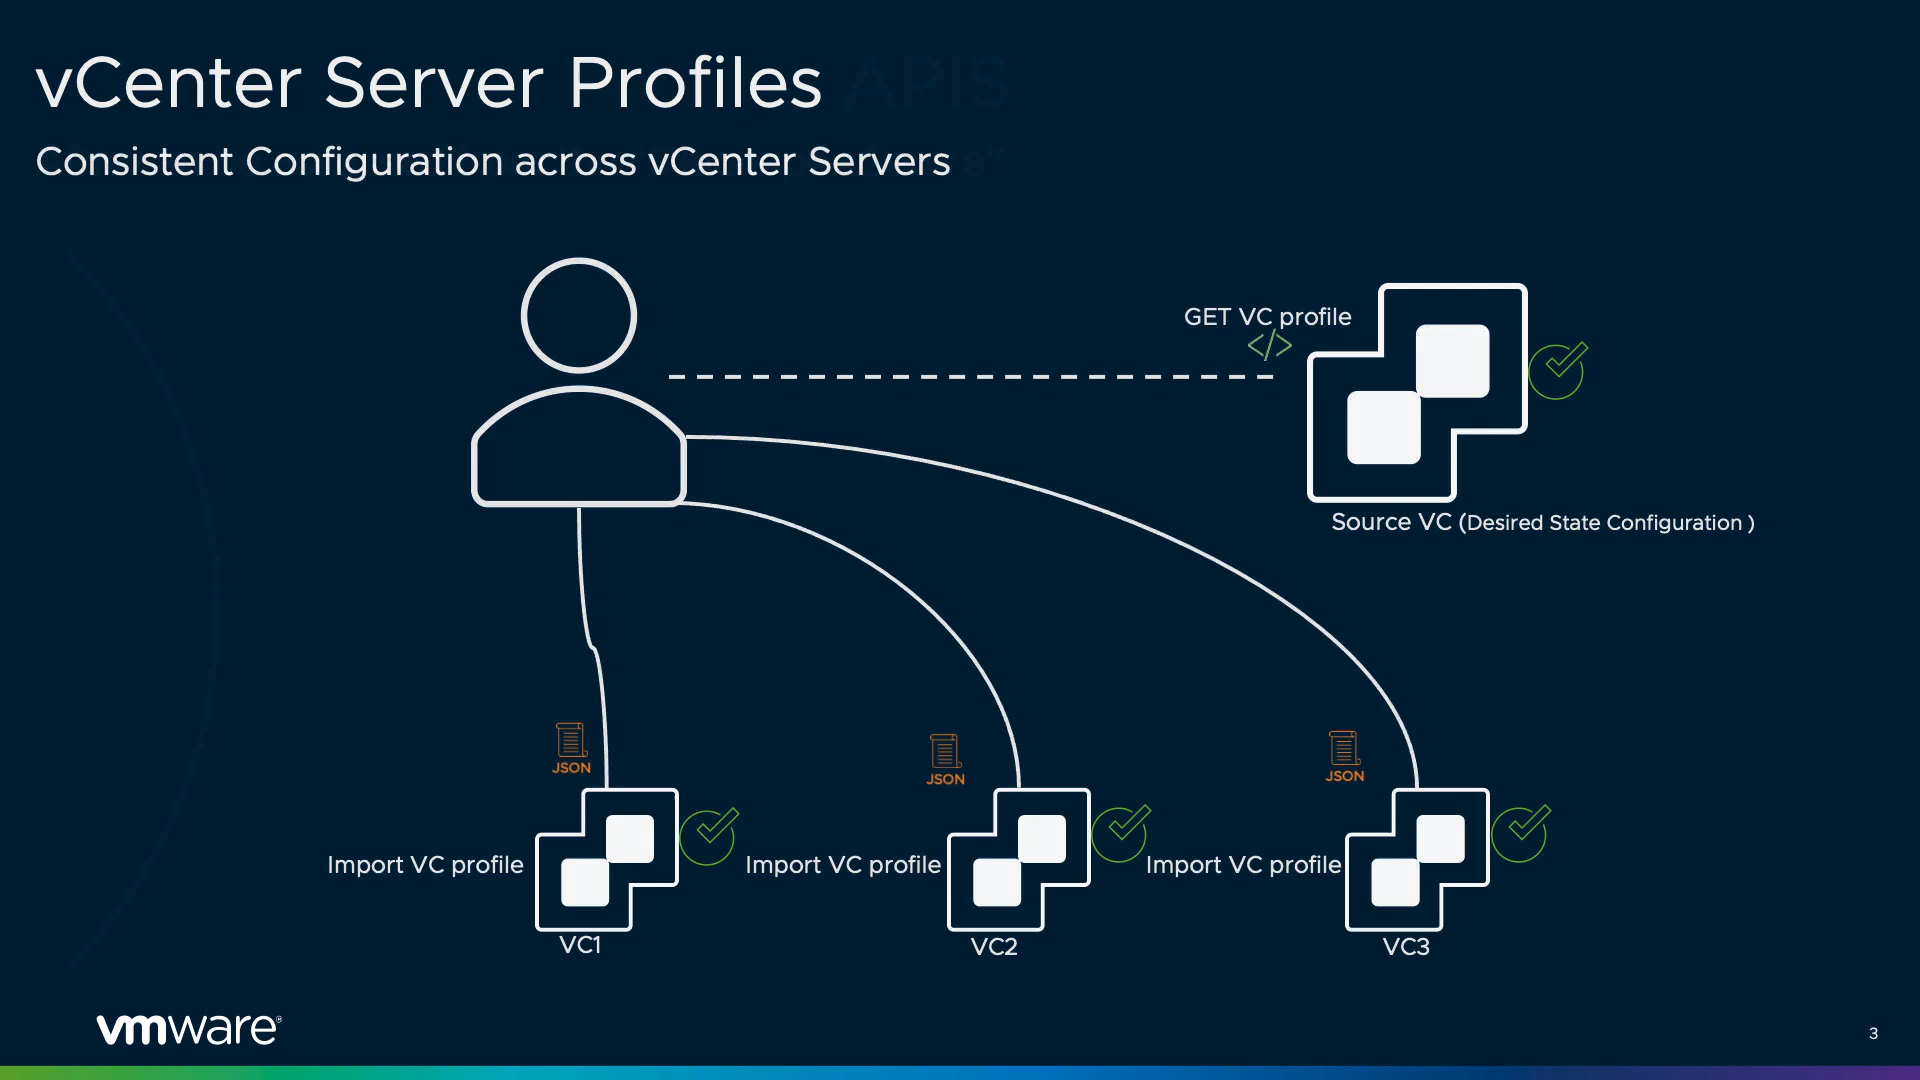 vCenter Server Profiles APIS
Consistent Configuration across vCenter Servers
GET VC profile
</>
Source VC (Desired State Configuration )
JSON
JSON
JSON
Import VC profile
Import VC profile
Import VC profile
VC1
VC2
VC3
vmware®
3